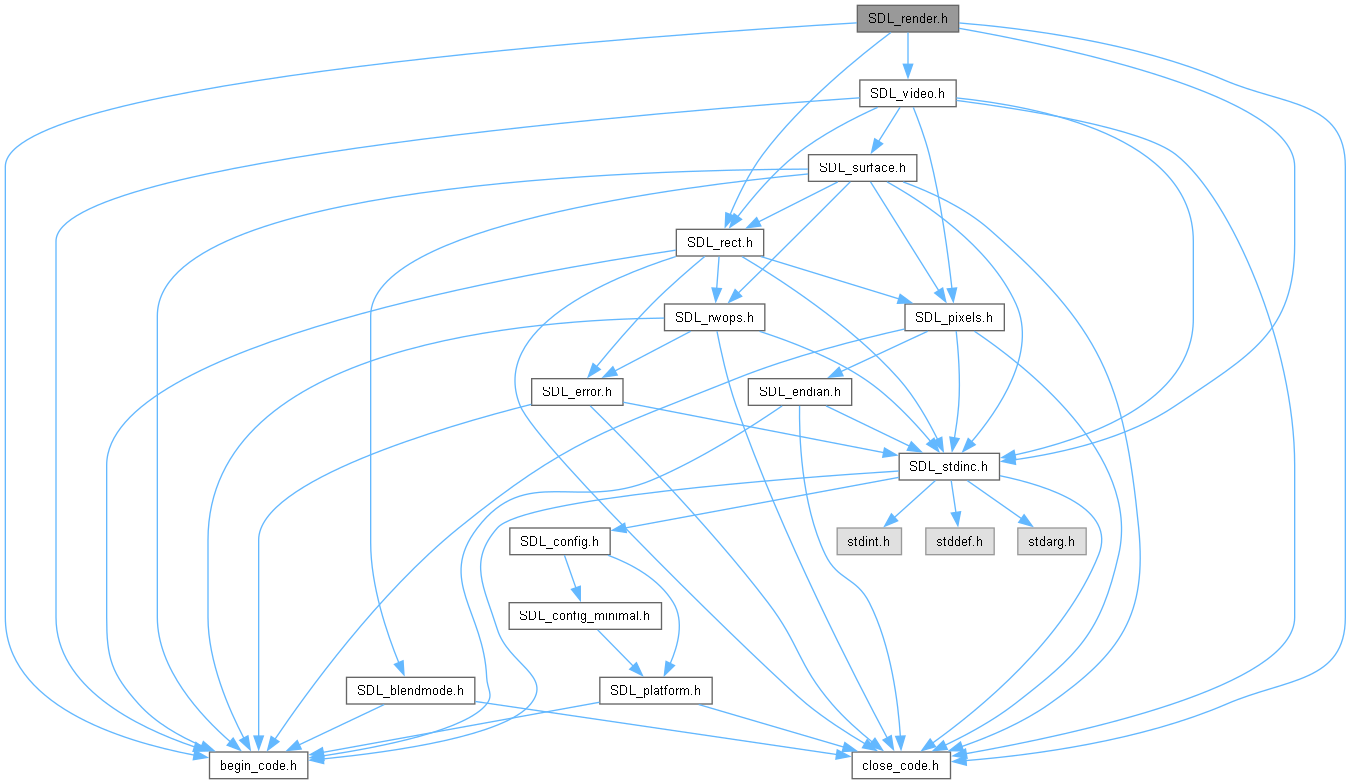 SDL_render.h
SDL_video.h
SDL_surface.h
SDL_rect.h
SDL_rwops.h
SDL_pixels.h
SDL_error.h
SDL_endian.h
SDL_stdinc.h
SDL_config.h
stdint.h
stddef.h
stdarg.h
SDL_config_minimal.h
SDL_blendmode.h
SDL_platform.h
begin_code.h
close_code.h